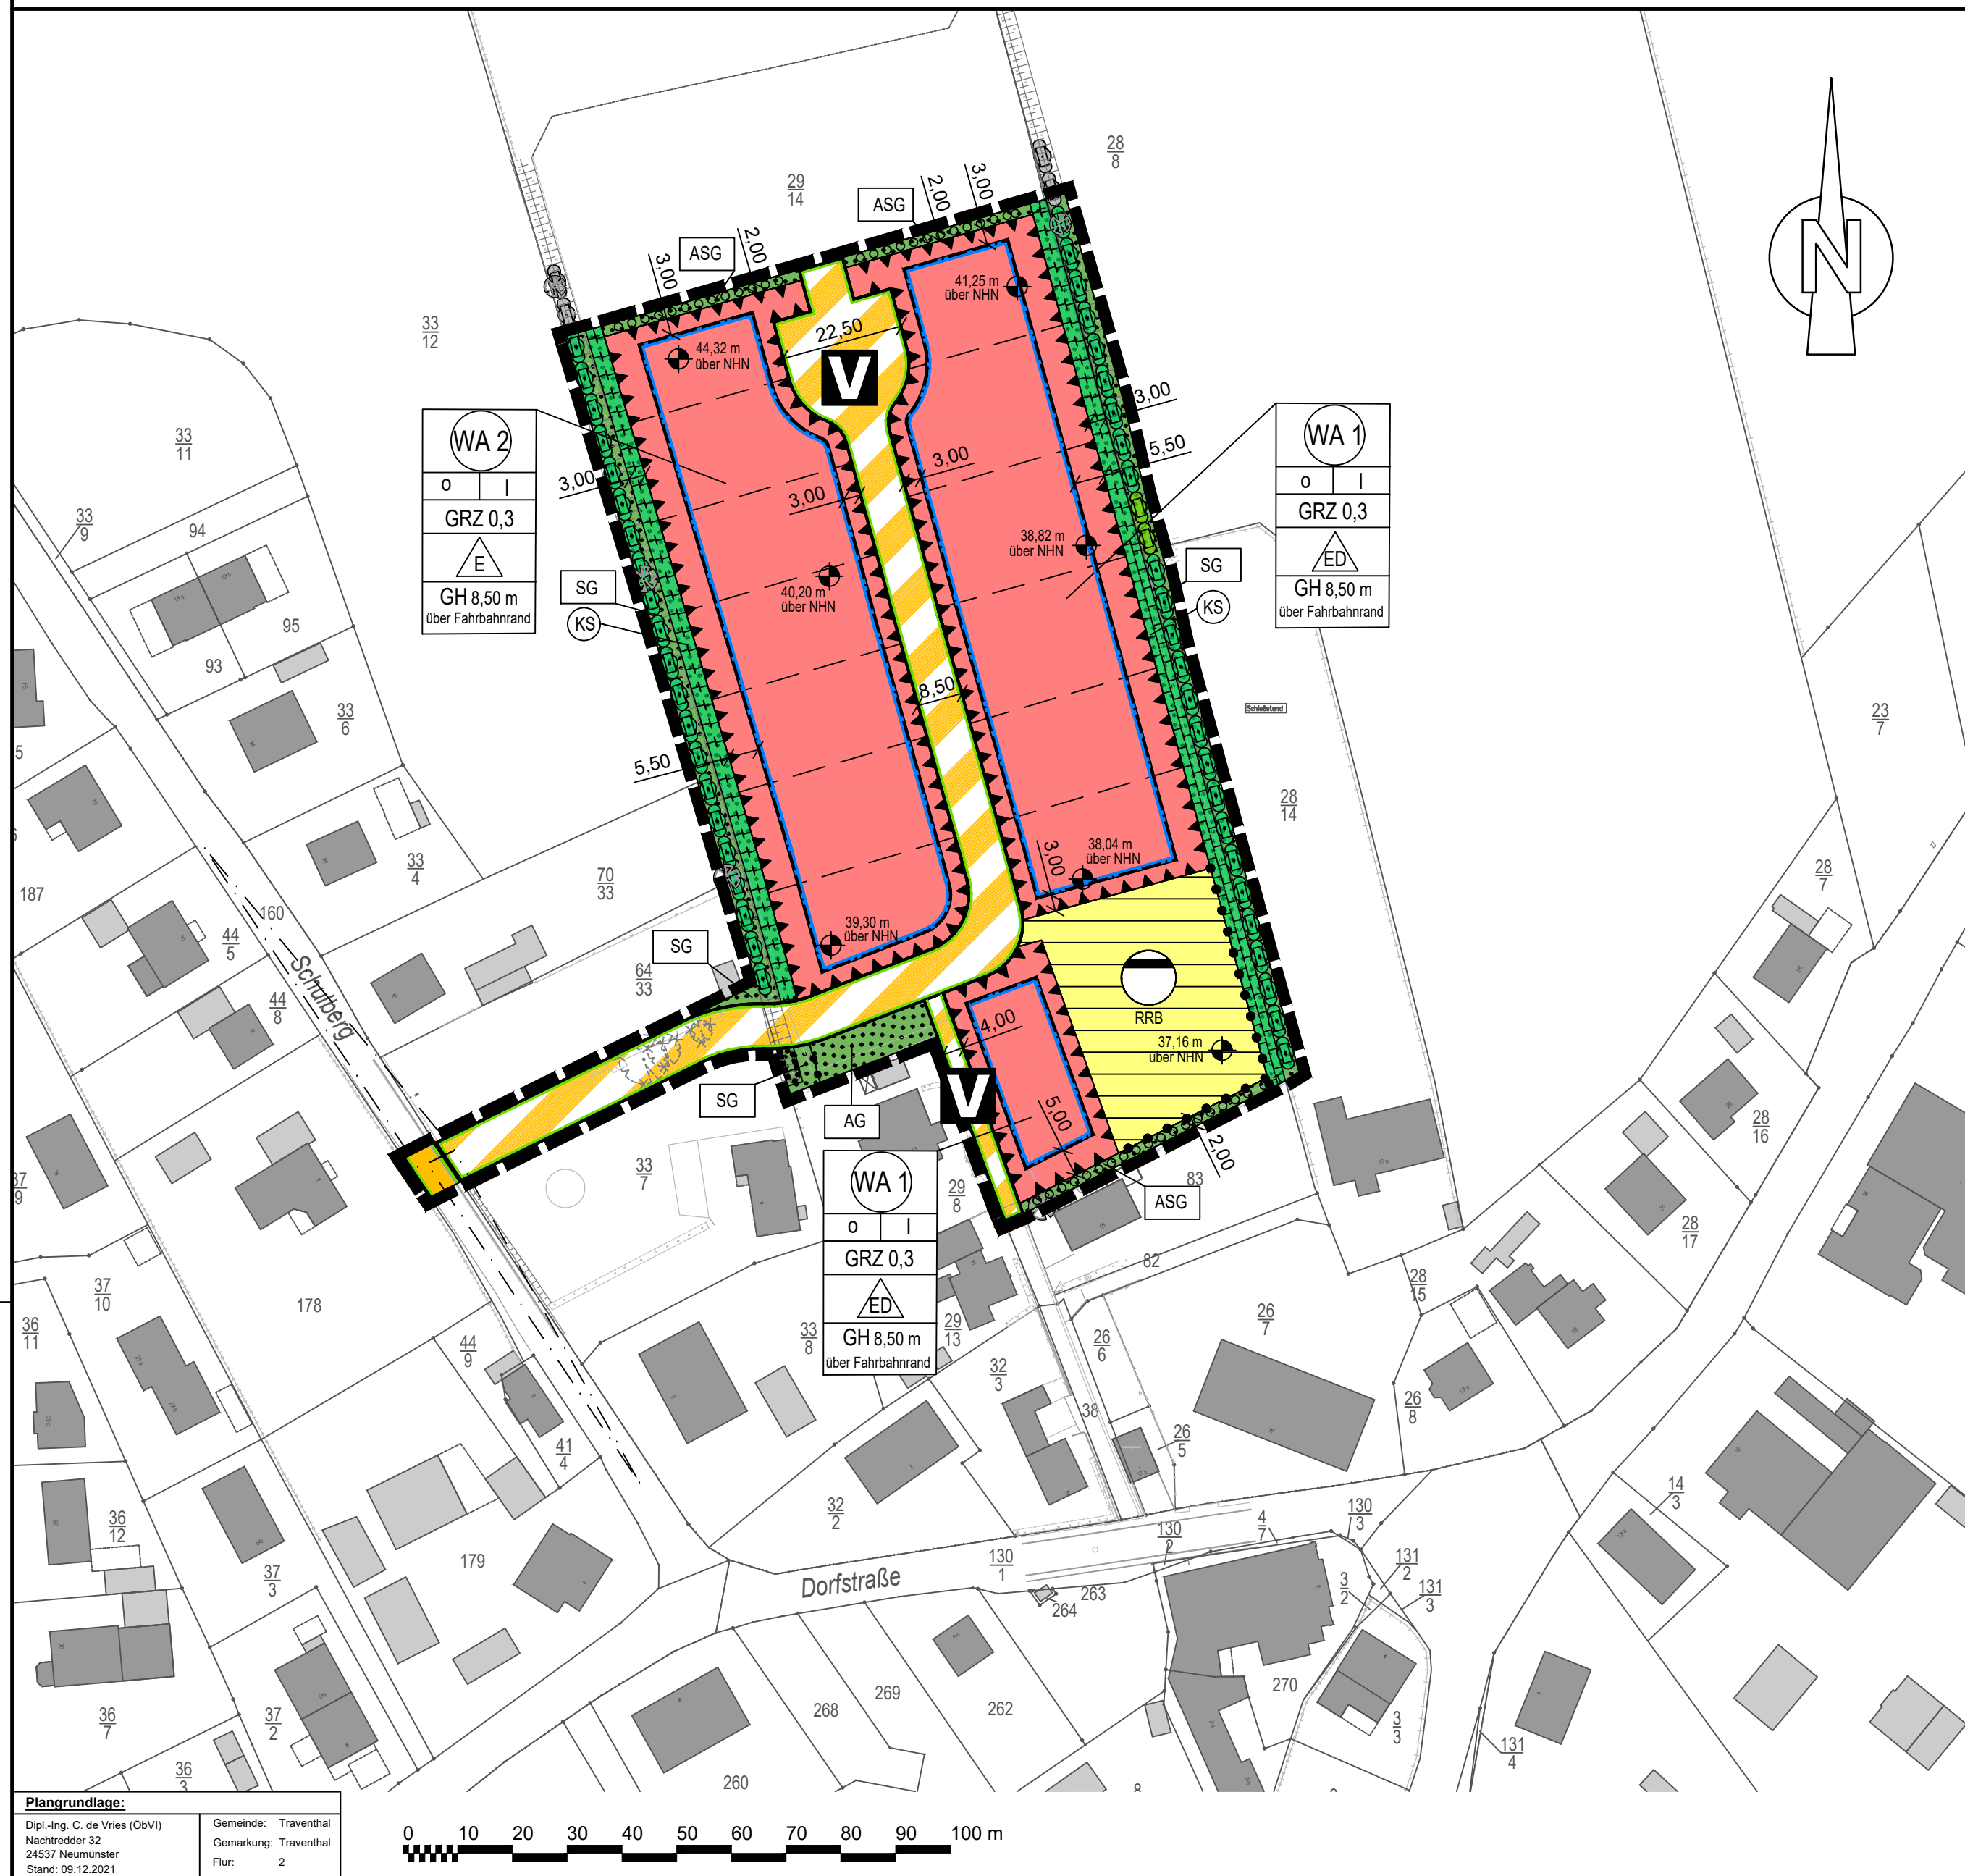 28
8
29
14
ASG
2,00
3,00
N
ASG
3,00
2,00
41,25 m
über NHN
33
12
22,50
44,32 m
über NHN
V
3,00
WA 2
o I
GRZ 0,3
E
GH 8,50 m
über Fahrbahnrand
WA 1
o I
GRZ 0,3
ED
GH 8,50 m
über Fahrbahnrand
33
11
5,50
3,00
3,00
3,00
33
9
94
38,82 m
über NHN
SG
KS
SG
KS
40,20 m
über NHN
95
93
33
6
8,50
Schießstand
23
7
5
5,50
28
14
3,00
38,04 m
über NHN
33
4
70
33
28
7
187
160
44
5
39,30 m
über NHN
SG
64
33
Schulberg
44
8
RRB
4,00
37,16 m
über NHN
SG
AG
V
5,00
2,00
28
16
33
7
83
ASG
29
8
37
9
WA 1
o I
GRZ 0,3
ED
GH 8,50 m
über Fahrbahnrand
28
17
82
37
10
178
28
15
36
11
44
9
33
8
29
13
26
7
26
6
32
3
38
26
8
41
4
26
5
14
3
36
12
32
2
130
3
4
7
130
2
179
130
1
37
3
Dorfstraße
131
2
3
2
131
3
263
264
270
268
269
262
36
7
37
2
3
3
131
4
36
3
260
8
Plangrundlage:
Dipl.-Ing. C. de Vries (ÖbVI)
Nachtredder 32
24537 Neumünster
Stand: 09.12.2021
Gemeinde: Traventhal
Gemarkung: Traventhal
Flur: 2
0 10 20 30 40 50 60 70 80 90 100 m